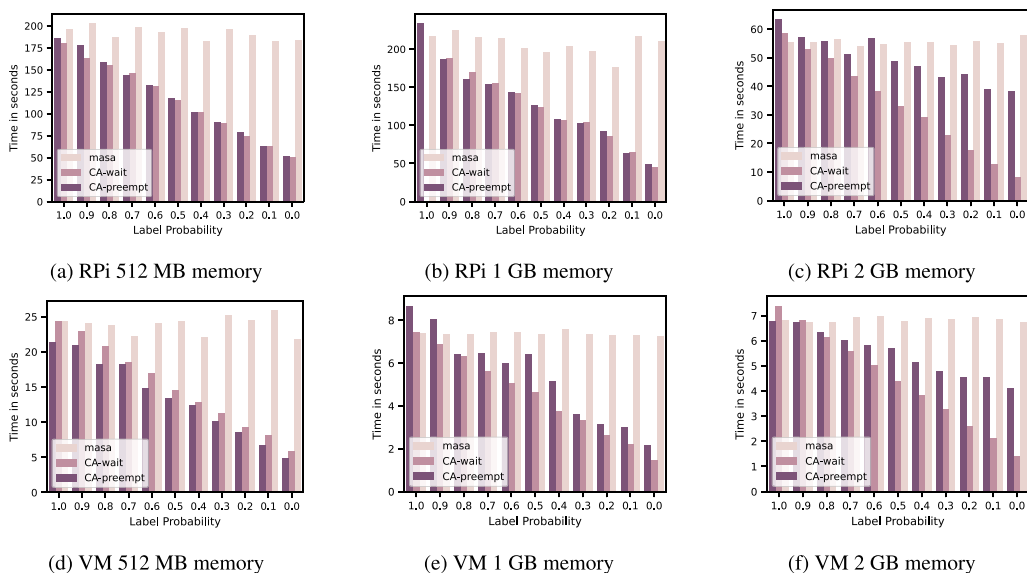 200
175
150
125
100
75
50
25
0
Time in seconds
masa
CA-wait
CA-preempt
1.0 0.9 0.8 0.7 0.6 0.5 0.4 0.3 0.2 0.1 0.0
Label Probability
(a) RPi 512 MB memory
200
150
100
50
0
Time in seconds
masa
CA-wait
CA-preempt
1.0 0.9 0.8 0.7 0.6 0.5 0.4 0.3 0.2 0.1 0.0
Label Probability
(b) RPi 1 GB memory
60
50
40
30
20
10
0
Time in seconds
masa
CA-wait
CA-preempt
1.0 0.9 0.8 0.7 0.6 0.5 0.4 0.3 0.2 0.1 0.0
Label Probability
(c) RPi 2 GB memory
25
20
15
10
5
0
Time in seconds
masa
CA-wait
CA-preempt
1.0 0.9 0.8 0.7 0.6 0.5 0.4 0.3 0.2 0.1 0.0
Label Probability
(d) VM 512 MB memory
8
6
4
2
0
Time in seconds
masa
CA-wait
CA-preempt
1.0 0.9 0.8 0.7 0.6 0.5 0.4 0.3 0.2 0.1 0.0
Label Probability
(e) VM 1 GB memory
7
6
5
4
3
2
1
0
Time in seconds
masa
CA-wait
CA-preempt
1.0 0.9 0.8 0.7 0.6 0.5 0.4 0.3 0.2 0.1 0.0
Label Probability
(f) VM 2 GB memory